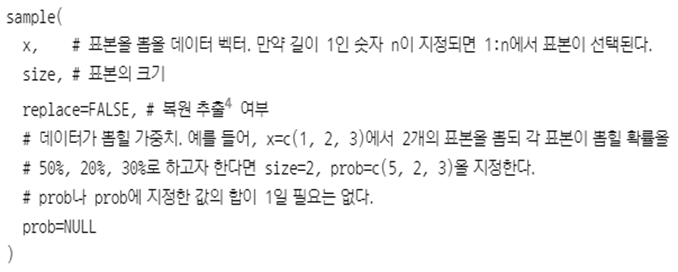 sample(
x, # 표본을 뽑을 데이터 벡터. 만약 길이 1인 숫자 n이 지정되면 1:n에서 표본이 선택된다.
size, # 표본의 크기
replace=FALSE, # 복원 추출4 여부
# 데이터가 뽑힐 가중치. 예를 들어, x=c(1, 2, 3)에서 2개의 표본을 뽑되 각 표본이 뽑힐 확률을
# 50%, 20%, 30%로 하고자 한다면 size=2, prob=c(5, 2, 3)을 지정한다.
# prob나 prob에 지정한 값의 합이 1일 필요는 없다.
prob=NULL
)